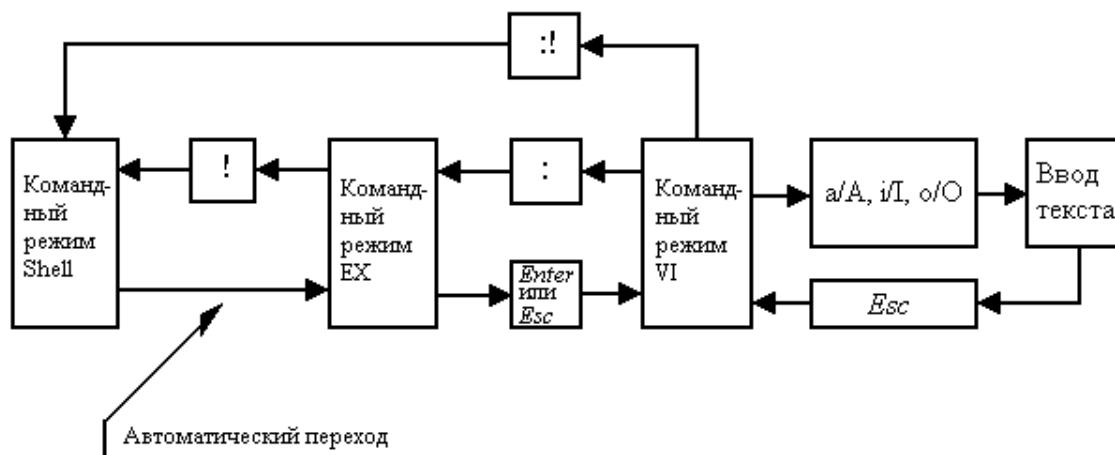 :!
Команд-
ный
режим
Shell
!
Команд-
ный
режим
EX
:
Enter
или
Esc
Команд-
ный
режим
VI
a/A, i/I, o/O
Ввод
текста
Esc
Автоматический переход